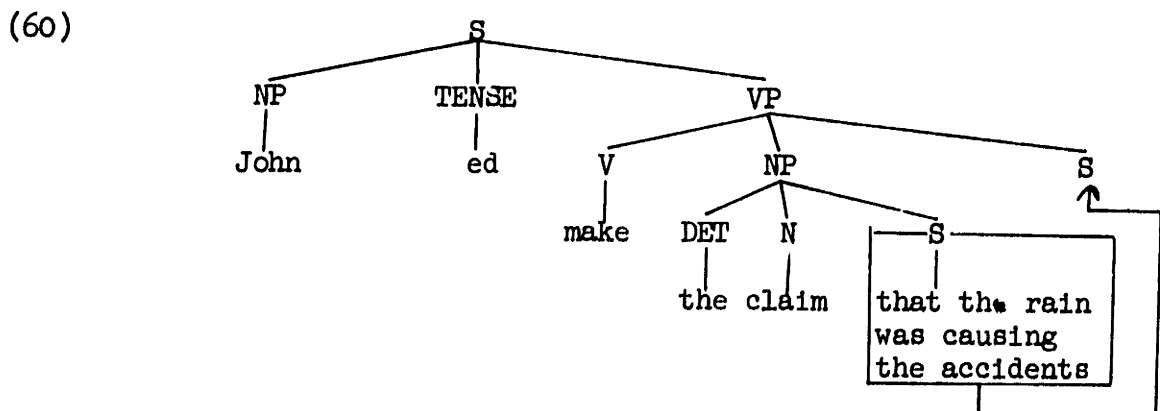 (60)
S
NP TENSE VP
John ed V NP S
make DET N S
the claim that the rain
was causing
the accidents